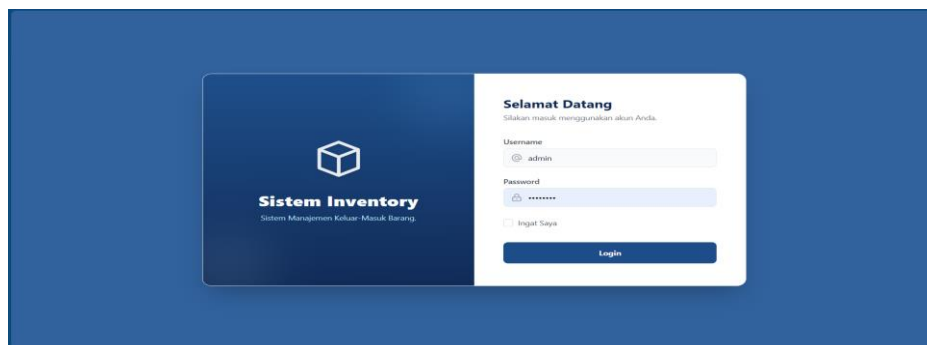 Sistem Inventory
Sistem Manajemen Keluar-Masuk Barang.
Selamat Datang
Silakan masuk menggunakan akun Anda.
Username
admin
Password
••••••••
Ingat Saya
Login